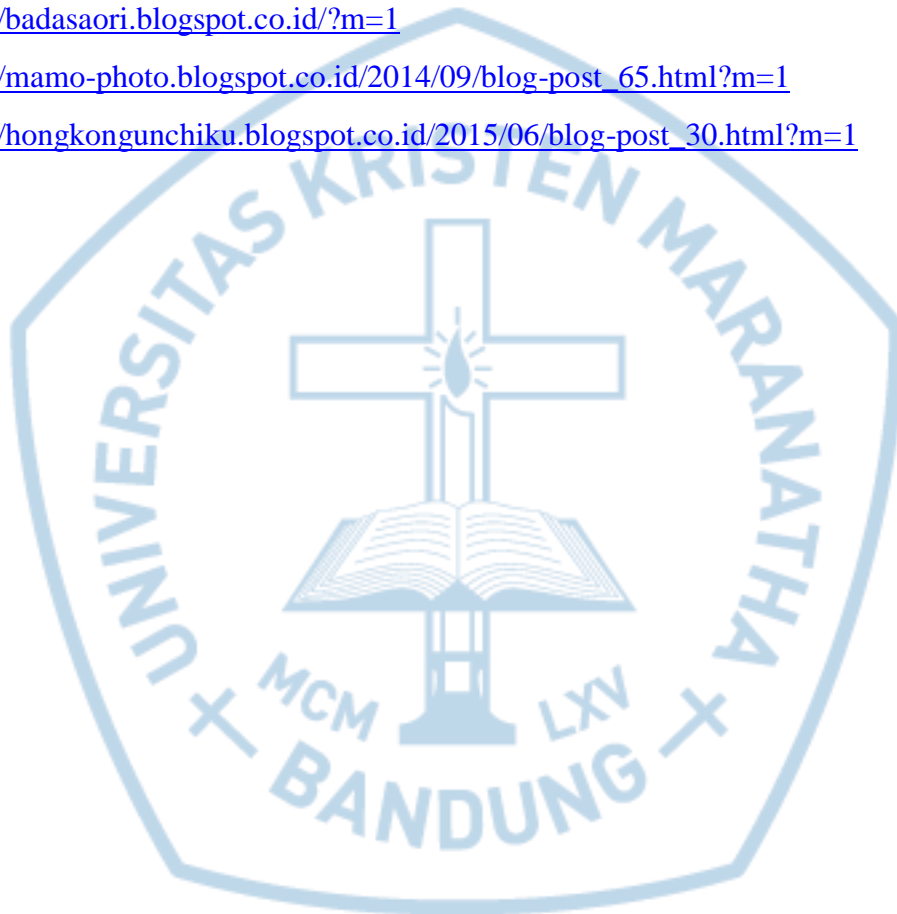 /badasaori.blogspot.co.id/?m=1
/mamo-photo.blogspot.co.id/2014/09/blog-post_65.html?m=1
/hongkongunchiku.blogspot.co.id/2015/06/blog-post_30.html?m=1
UNIVERSITAS KRISTEN MARANATHA
MCM LXV
+ BANDUNG +